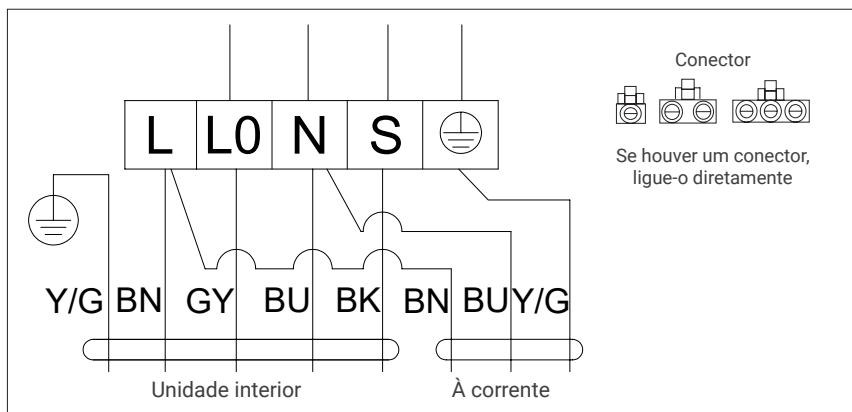 Conector
Se houver um conector,
ligue-o diretamente
L L0 N S
Y/G BN GY BU BK BN BU Y/G
Unidade interior À corrente